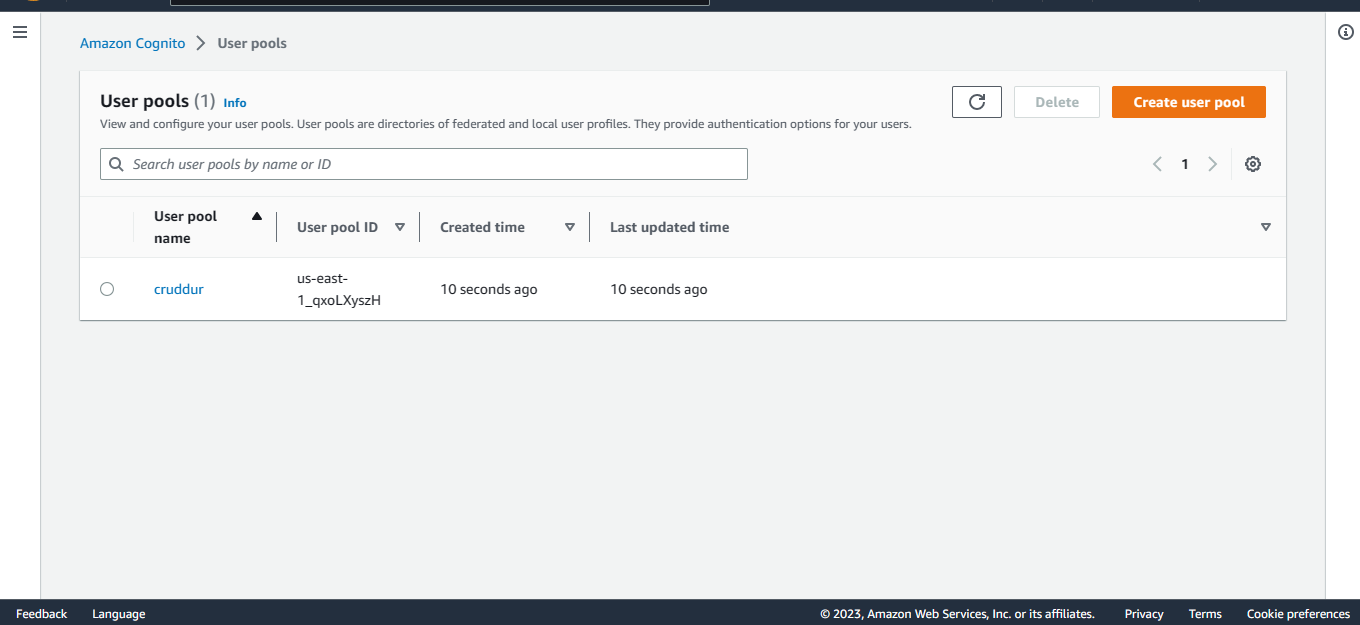 Amazon Cognito > User pools
User pools (1) Info
Delete
Create user pool
View and configure your user pools. User pools are directories of federated and local user profiles. They provide authentication options for your users.
Search user pools by name or ID
1
User pool name
User pool ID
Created time
Last updated time
cruddur
us-east-
1_qxoLXyszH
10 seconds ago
10 seconds ago
Feedback
Language
© 2023, Amazon Web Services, Inc. or its affiliates.
Privacy
Terms
Cookie preferences